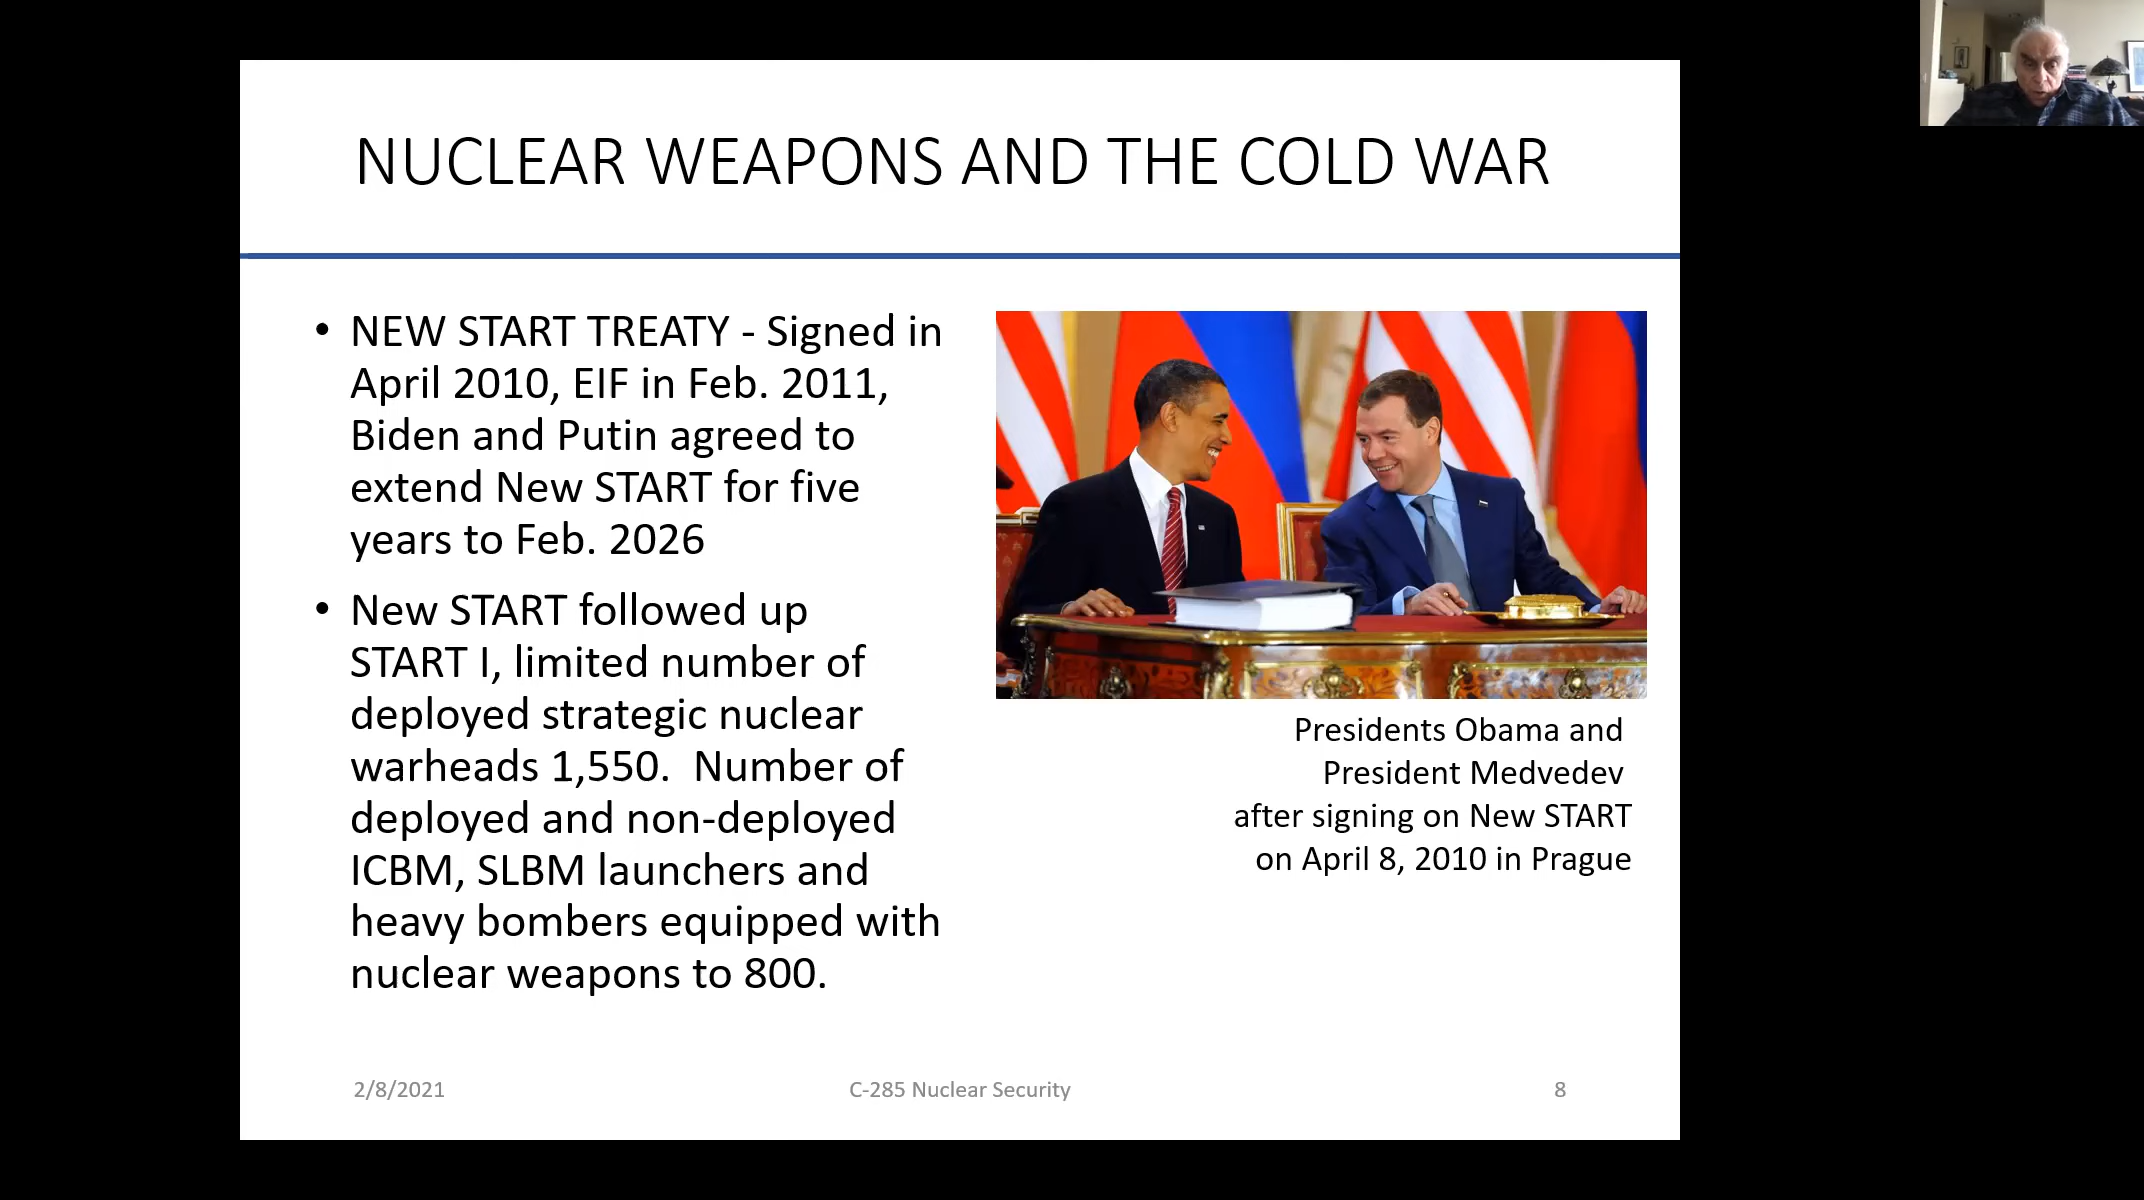 NUCLEAR WEAPONS AND THE COLD WAR
• NEW START TREATY - Signed in
April 2010, EIF in Feb. 2011,
Biden and Putin agreed to
extend New START for five
years to Feb. 2026
• New START followed up
START I, limited number of
deployed strategic nuclear
warheads 1,550.  Number of
deployed and non-deployed
ICBM, SLBM launchers and
heavy bombers equipped with
nuclear weapons to 800.
Presidents Obama and
President Medvedev
after signing on New START
on April 8, 2010 in Prague
2/8/2021
C-285 Nuclear Security
8